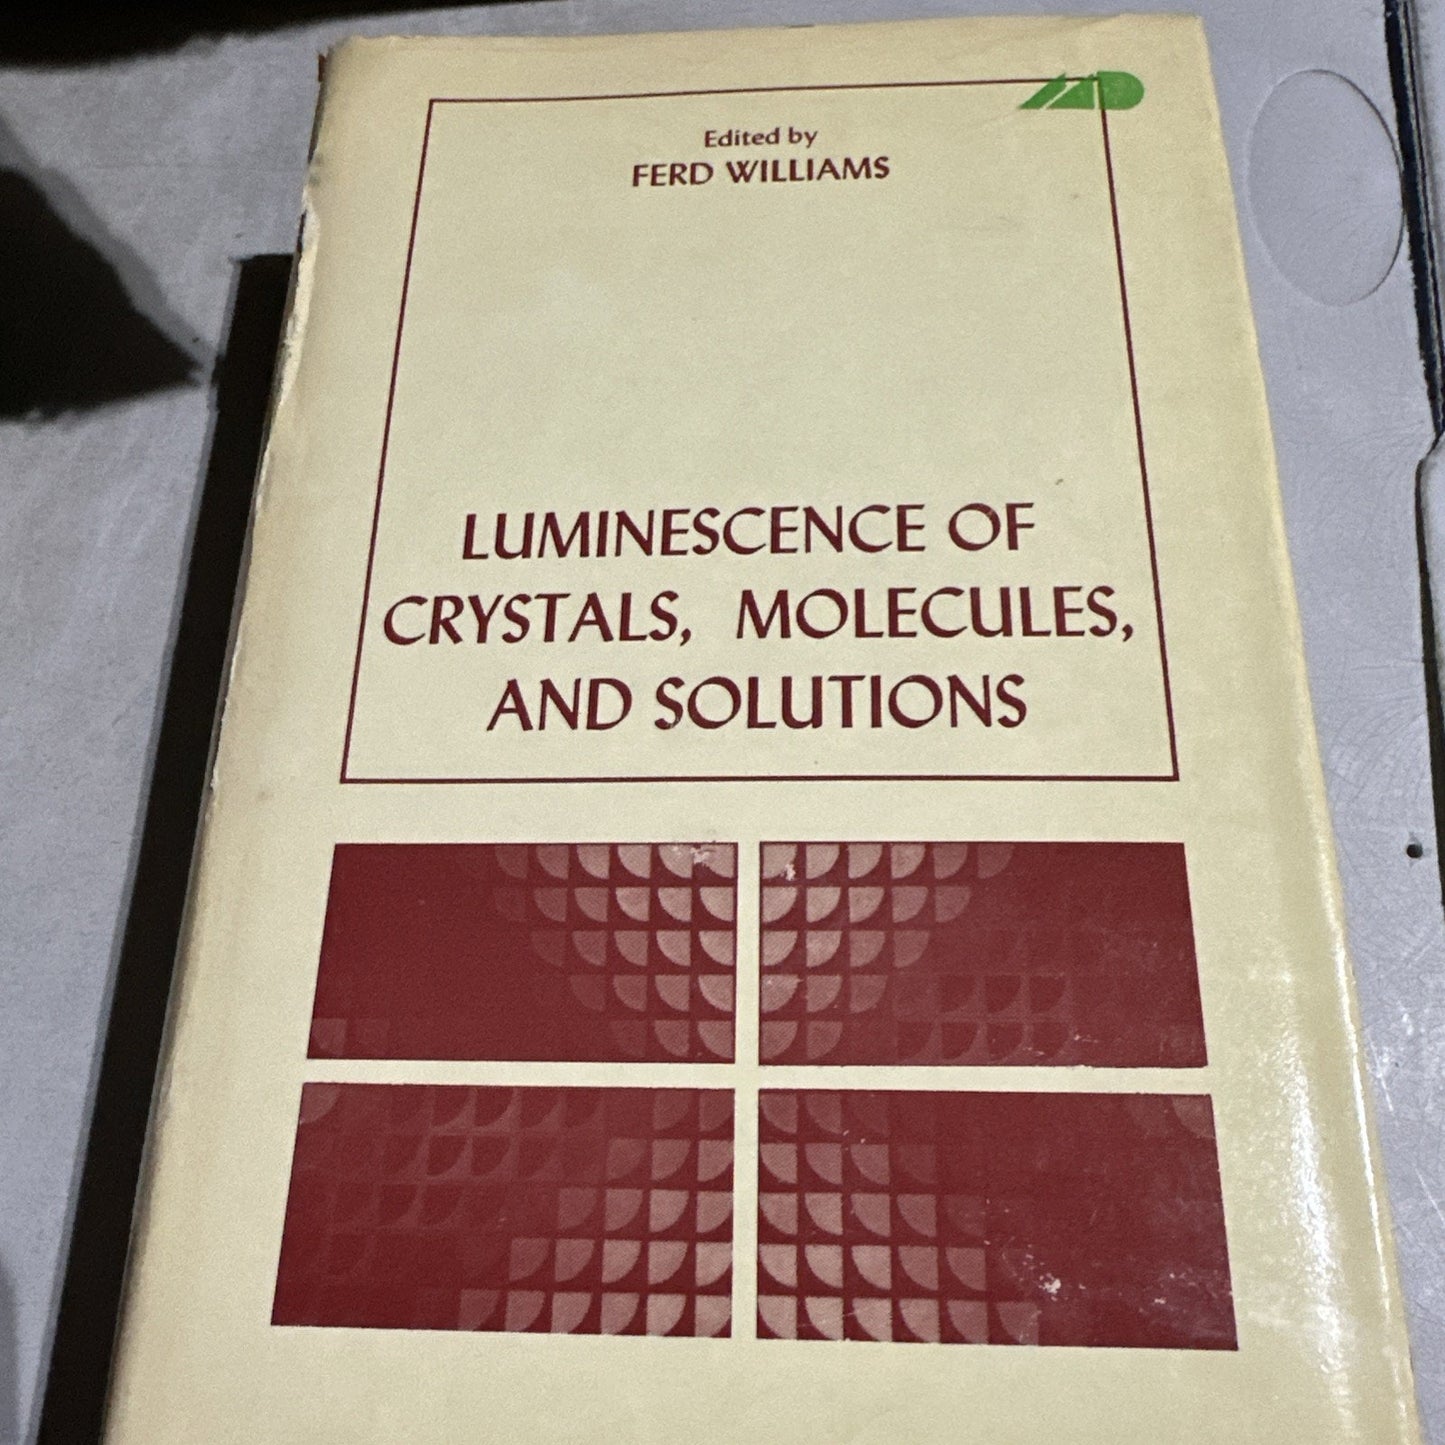 Edited by
FERD WILLIAMS
LUMINESCENCE OF
CRYSTALS, MOLECULES,
AND SOLUTIONS